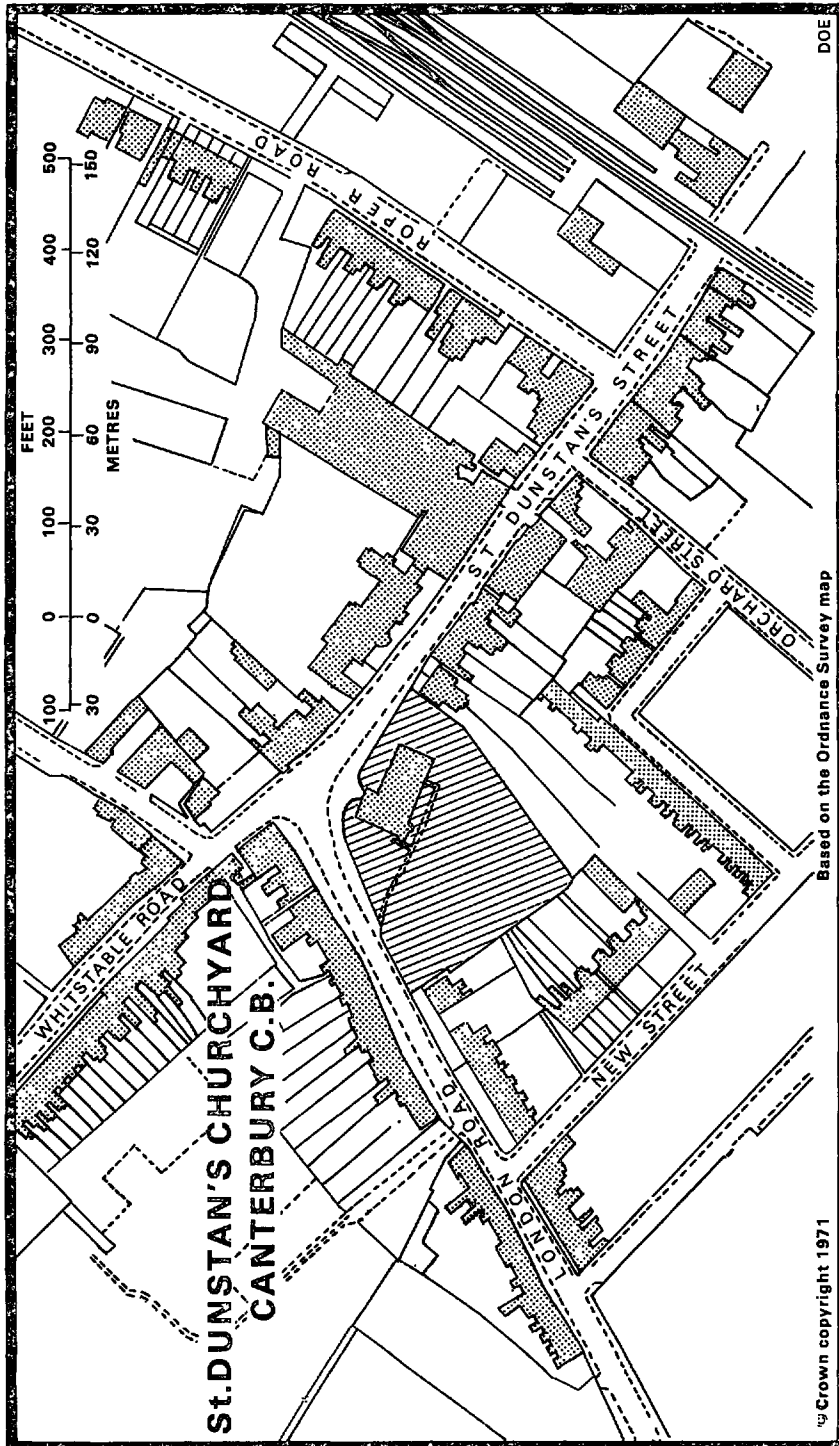 St.DUNSTAN'S CHURCHYARD
CANTERBURY C.B.
FEET
100 0 100 200 300 400 500
30 0 30 60 90 120 150
METRES
WHITSTABLE ROAD
ROPER ROAD
ST. DUNSTAN'S STREET
ORCHARD STREET
NEW STREET
LONDON ROAD
© Crown copyright 1971
Based on the Ordnance Survey map
DOE